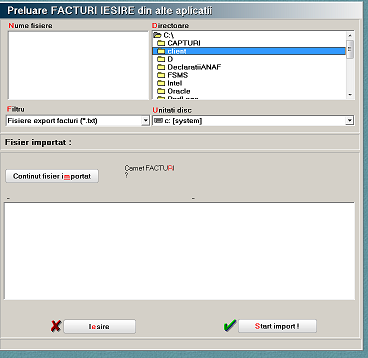 Preluare FACTURI IESIRE din alte aplicatii
Nume fisiere
Directoare
C:\
CAPTURI
client
D
DeclaratiiANAF
FSMS
Intel
Oracle
Filtru
Unitati disc
Fisiere export facturi (*.txt)
c: [system]
Fisier importat :
Carnet FACTURI
?
Continut fisier importat
-
-
Iesire
Start import !